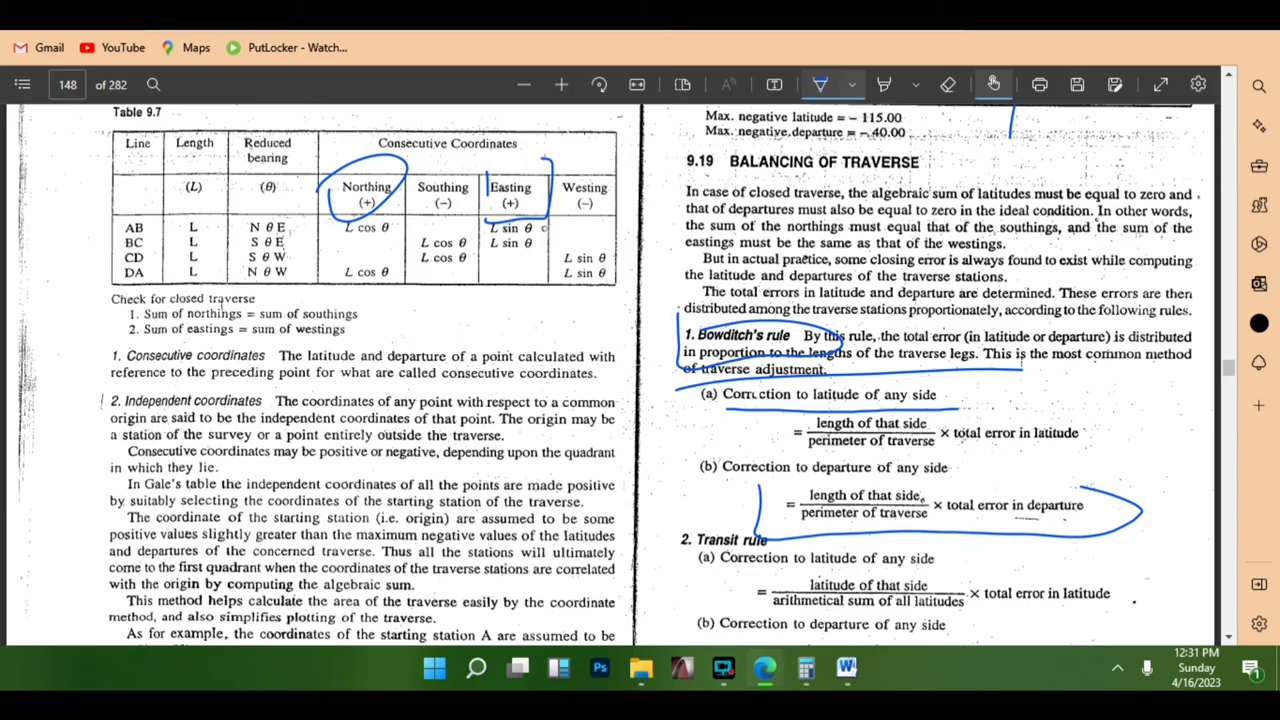 Gmail YouTube Maps PutLocker - Watch...
148 of 282
Table 9.7
Line Length Reduced bearing Consecutive Coordinates
(L) (θ) Northing (+) Southing (−) Easting (+) Westing (−)
AB L N θ E L cos θ L sin θ
BC L S θ E L cos θ L sin θ
CD L S θ W L cos θ L sin θ
DA L N θ W L cos θ L sin θ
Check for closed traverse
1. Sum of northings = sum of southings
2. Sum of eastings = sum of westings
1. Consecutive coordinates The latitude and departure of a point calculated with
reference to the preceding point for what are called consecutive coordinates.
2. Independent coordinates The coordinates of any point with respect to a common
origin are said to be the independent coordinates of that point. The origin may be
a station of the survey or a point entirely outside the traverse.
Consecutive coordinates may be positive or negative, depending upon the quadrant
in which they lie.
In Gale's table the independent coordinates of all the points are made positive
by suitably selecting the coordinates of the starting station of the traverse.
The coordinate of the starting station (i.e. origin) are assumed to be some
positive values slightly greater than the maximum negative values of the latitudes
and departures of the concerned traverse. Thus all the stations will ultimately
come to the first quadrant when the coordinates of the traverse stations are correlated
with the origin by computing the algebraic sum.
This method helps calculate the area of the traverse easily by the coordinate
method, and also simplifies plotting of the traverse.
As for example, the coordinates of the starting station A are assumed to be
Max. negative latitude = − 115.00
Max. negative departure = − 40.00
9.19 BALANCING OF TRAVERSE
In case of closed traverse, the algebraic sum of latitudes must be equal to zero and
that of departures must also be equal to zero in the ideal condition. In other words,
the sum of the northings must equal that of the southings, and the sum of the
eastings must be the same as that of the westings.
But in actual practice, some closing error is always found to exist while computing
the latitude and departures of the traverse stations.
The total errors in latitude and departure are determined. These errors are then
distributed among the traverse stations proportionately, according to the following rules.
1. Bowditch's rule By this rule, the total error (in latitude or departure) is distributed
in proportion to the lengths of the traverse legs. This is the most common method
of traverse adjustment.
(a) Correction to latitude of any side
= length of that side / perimeter of traverse × total error in latitude
(b) Correction to departure of any side
= length of that side / perimeter of traverse × total error in departure
2. Transit rule
(a) Correction to latitude of any side
= latitude of that side / arithmetical sum of all latitudes × total error in latitude
(b) Correction to departure of any side
12:31 PM
Sunday
4/16/2023